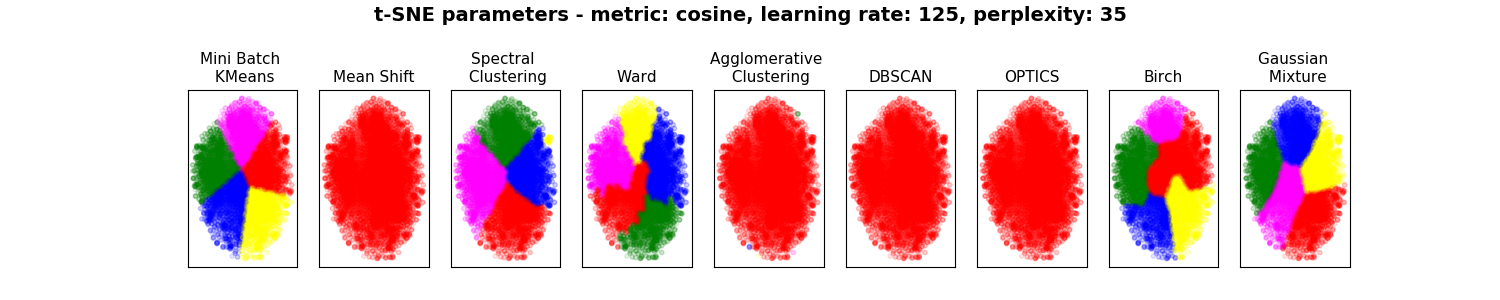 t-SNE parameters - metric: cosine, learning rate: 125, perplexity: 35
Mini Batch
KMeans
Mean Shift
Spectral
Clustering
Ward
Agglomerative
Clustering
DBSCAN
OPTICS
Birch
Gaussian
Mixture